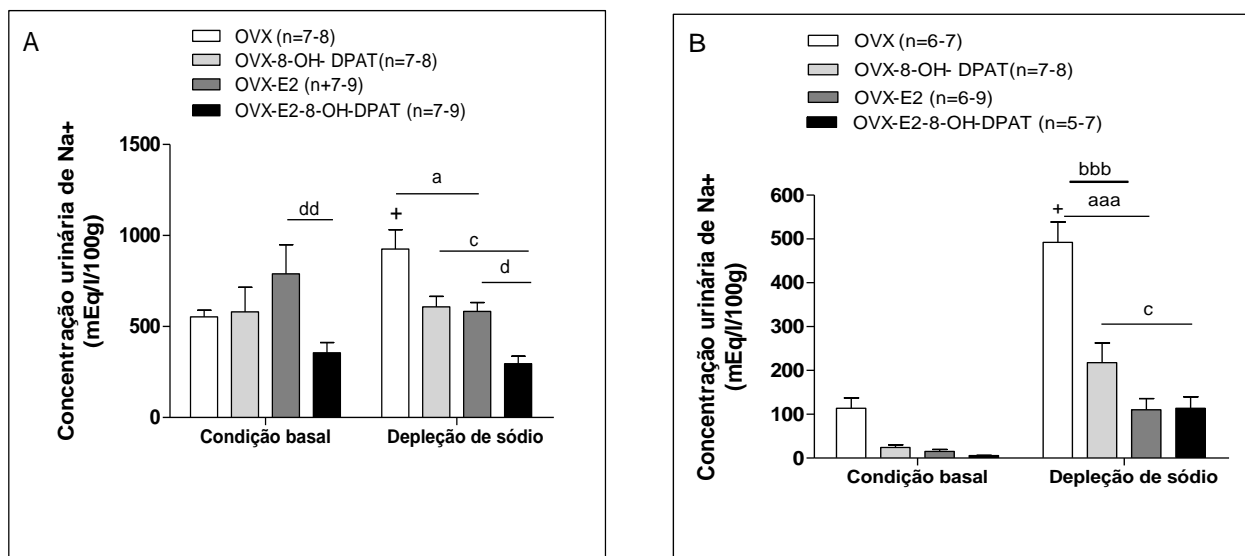 A
OVX (n=7-8)
OVX-8-OH- DPAT(n=7-8)
OVX-E2 (n+7-9)
OVX-E2-8-OH-DPAT (n=7-9)
Concentração urinária de Na+
(mEq/l/100g)
1500
1000
500
0
dd
+
a
c
d
Condição basal
Depleção de sódio
B
OVX (n=6-7)
OVX-8-OH- DPAT(n=7-8)
OVX-E2 (n=6-9)
OVX-E2-8-OH-DPAT (n=5-7)
Concentração urinária de Na+
(mEq/l/100g)
600
500
400
300
200
100
0
bbb
aaa
+
c
Condição basal
Depleção de sódio